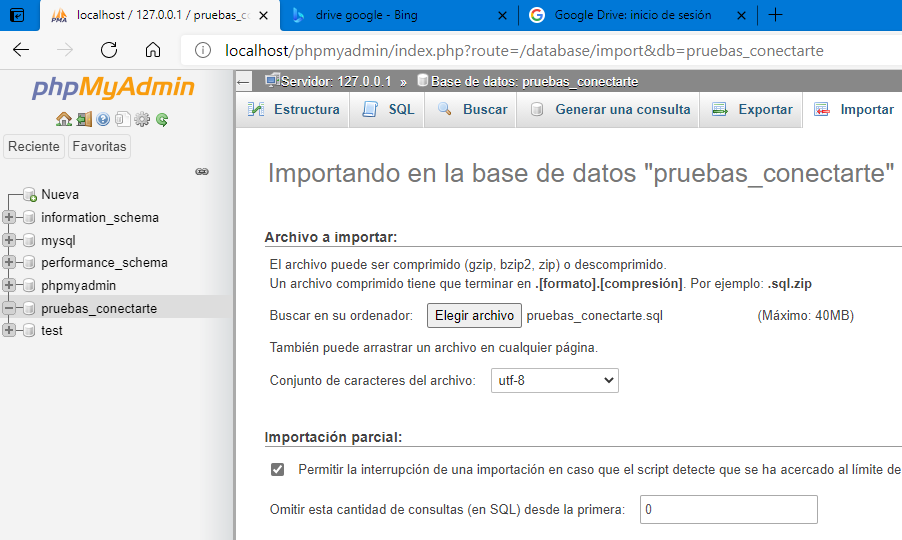 localhost / 127.0.0.1 / pruebas_cc
drive google - Bing
Google Drive: inicio de sesión
localhost/phpmyadmin/index.php?route=/database/import&db=pruebas_conectarte
phpMyAdmin
Reciente
Favoritas
Nueva
information_schema
mysql
performance_schema
phpmyadmin
pruebas_conectarte
test
Servidor: 127.0.0.1 » Base de datos: pruebas_conectarte
Estructura
SQL
Buscar
Generar una consulta
Exportar
Importar
Importando en la base de datos "pruebas_conectarte"
Archivo a importar:
El archivo puede ser comprimido (gzip, bzip2, zip) o descomprimido.
Un archivo comprimido tiene que terminar en .[formato].[compresión]. Por ejemplo: .sql.zip
Buscar en su ordenador: Elegir archivo pruebas_conectarte.sql (Máximo: 40MB)
También puede arrastrar un archivo en cualquier página.
Conjunto de caracteres del archivo: utf-8
Importación parcial:
Permitir la interrupción de una importación en caso que el script detecte que se ha acercado al límite de
Omitir esta cantidad de consultas (en SQL) desde la primera: 0